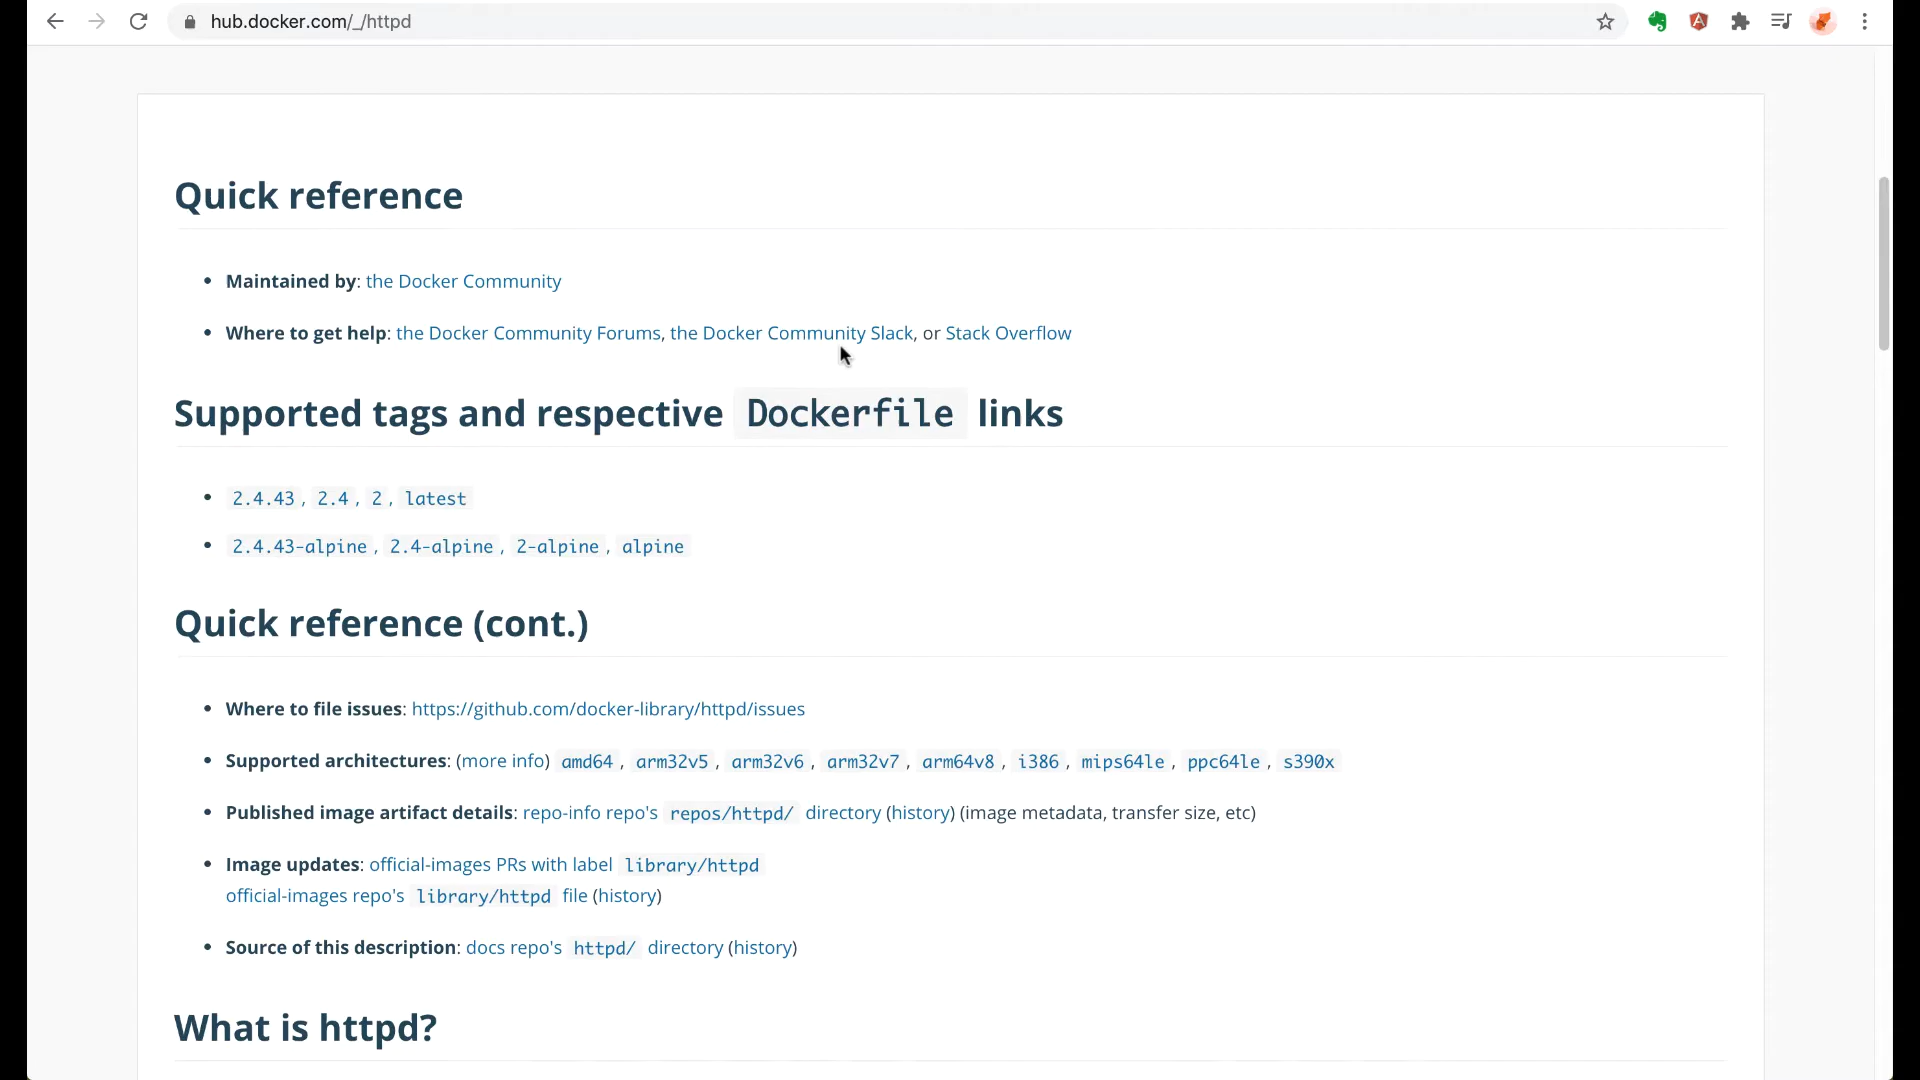 hub.docker.com/_/httpd
Quick reference
• Maintained by: the Docker Community
• Where to get help: the Docker Community Forums, the Docker Community Slack, or Stack Overflow
Supported tags and respective Dockerfile links
• 2.4.43, 2.4, 2, latest
• 2.4.43-alpine, 2.4-alpine, 2-alpine, alpine
Quick reference (cont.)
• Where to file issues: https://github.com/docker-library/httpd/issues
• Supported architectures: (more info) amd64, arm32v5, arm32v6, arm32v7, arm64v8, i386, mips64le, ppc64le, s390x
• Published image artifact details: repo-info repo's repos/httpd/ directory (history) (image metadata, transfer size, etc)
• Image updates: official-images PRs with label library/httpd
official-images repo's library/httpd file (history)
• Source of this description: docs repo's httpd/ directory (history)
What is httpd?